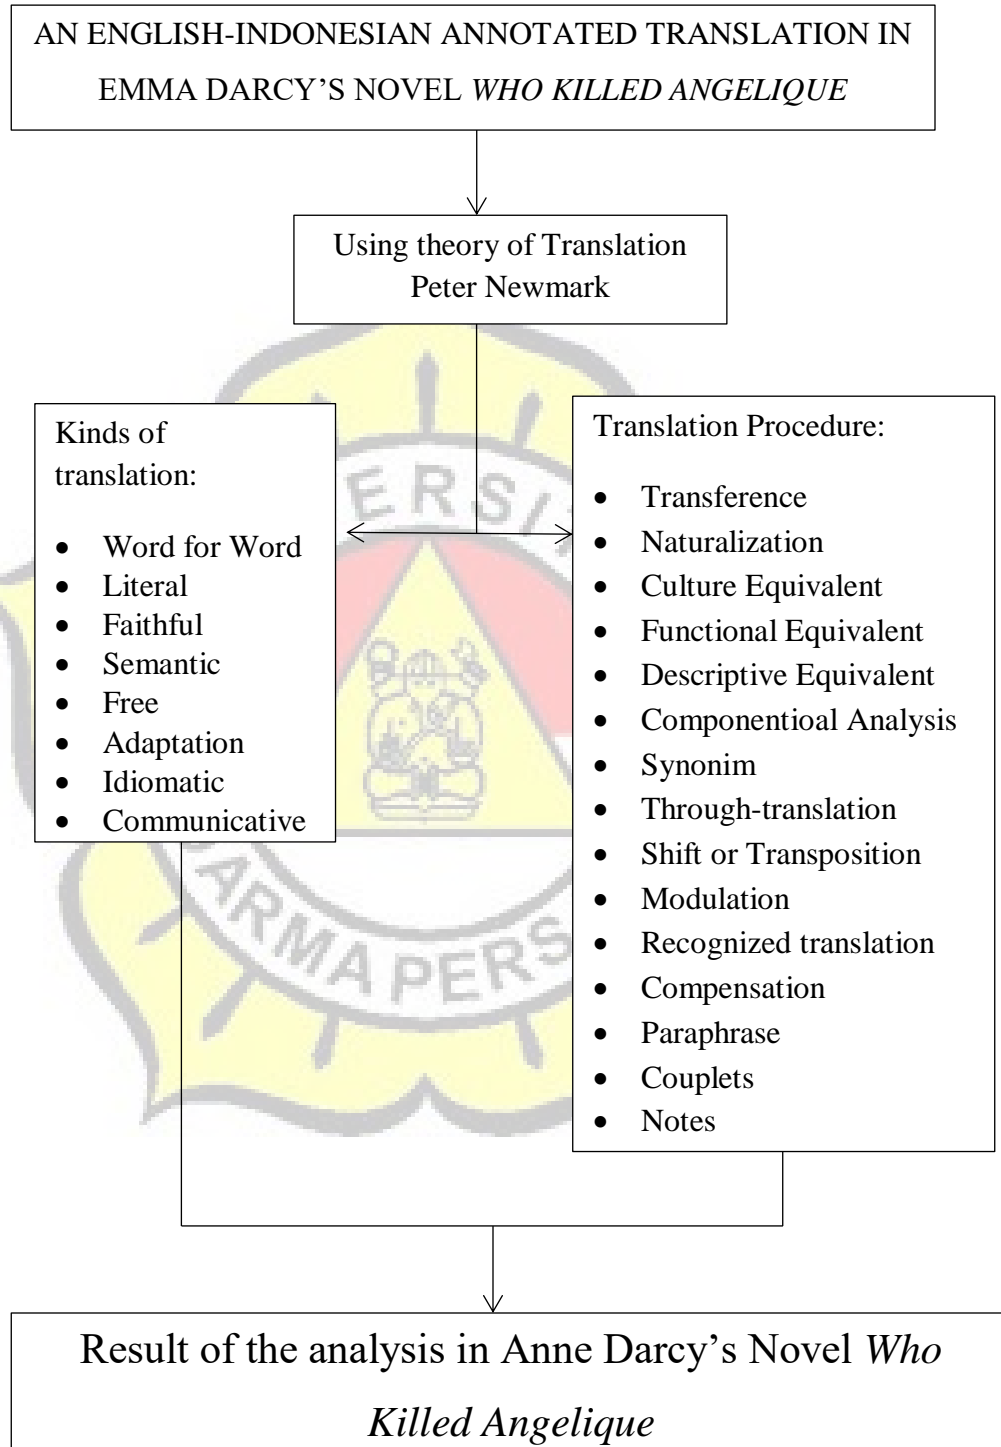 AN ENGLISH-INDONESIAN ANNOTATED TRANSLATION IN
EMMA DARCY’S NOVEL WHO KILLED ANGELIQUE
Using theory of Translation
Peter Newmark
Kinds of
translation:
• Word for Word
• Literal
• Faithful
• Semantic
• Free
• Adaptation
• Idiomatic
• Communicative
Translation Procedure:
• Transference
• Naturalization
• Culture Equivalent
• Functional Equivalent
• Descriptive Equivalent
• Componentioal Analysis
• Synonim
• Through-translation
• Shift or Transposition
• Modulation
• Recognized translation
• Compensation
• Paraphrase
• Couplets
• Notes
ERSI
DARMA PERS
Result of the analysis in Anne Darcy’s Novel Who
Killed Angelique